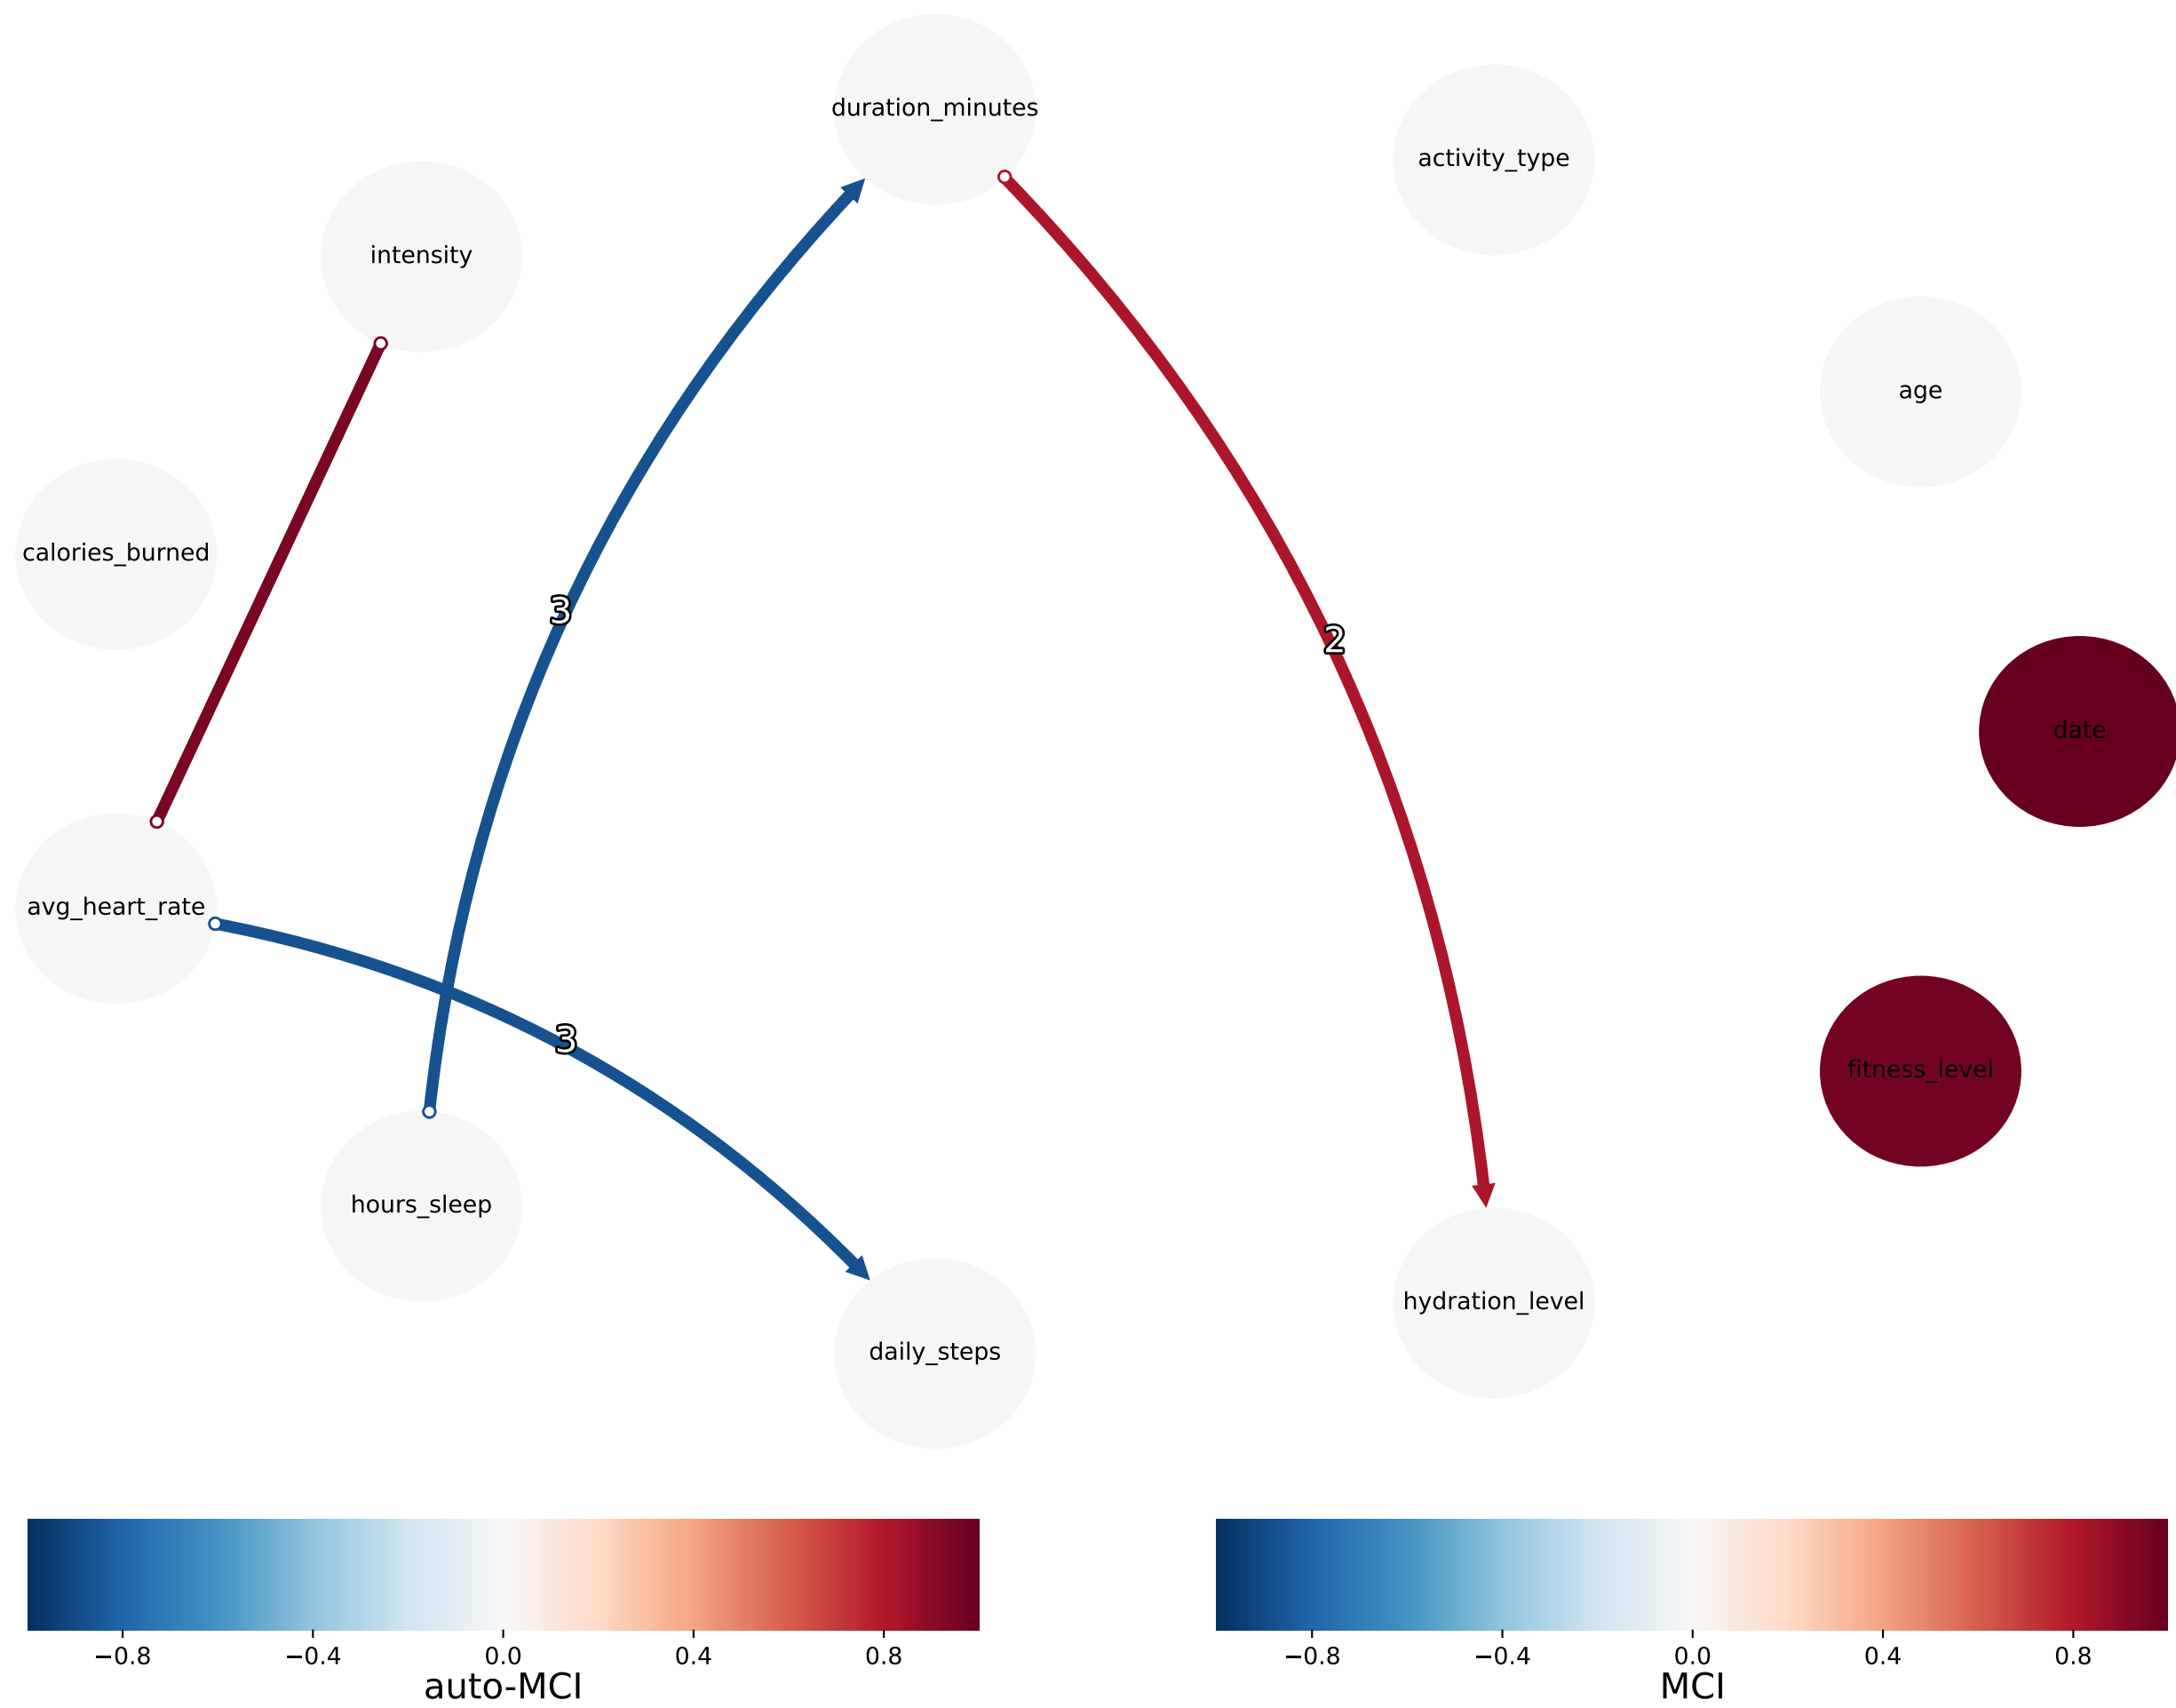 duration_minutes
activity_type
intensity
age
calories_burned
3
2
date
avg_heart_rate
3
fitness_level
hours_sleep
hydration_level
daily_steps
−0.8 −0.4 0.0 0.4 0.8
auto-MCI
−0.8 −0.4 0.0 0.4 0.8
MCI